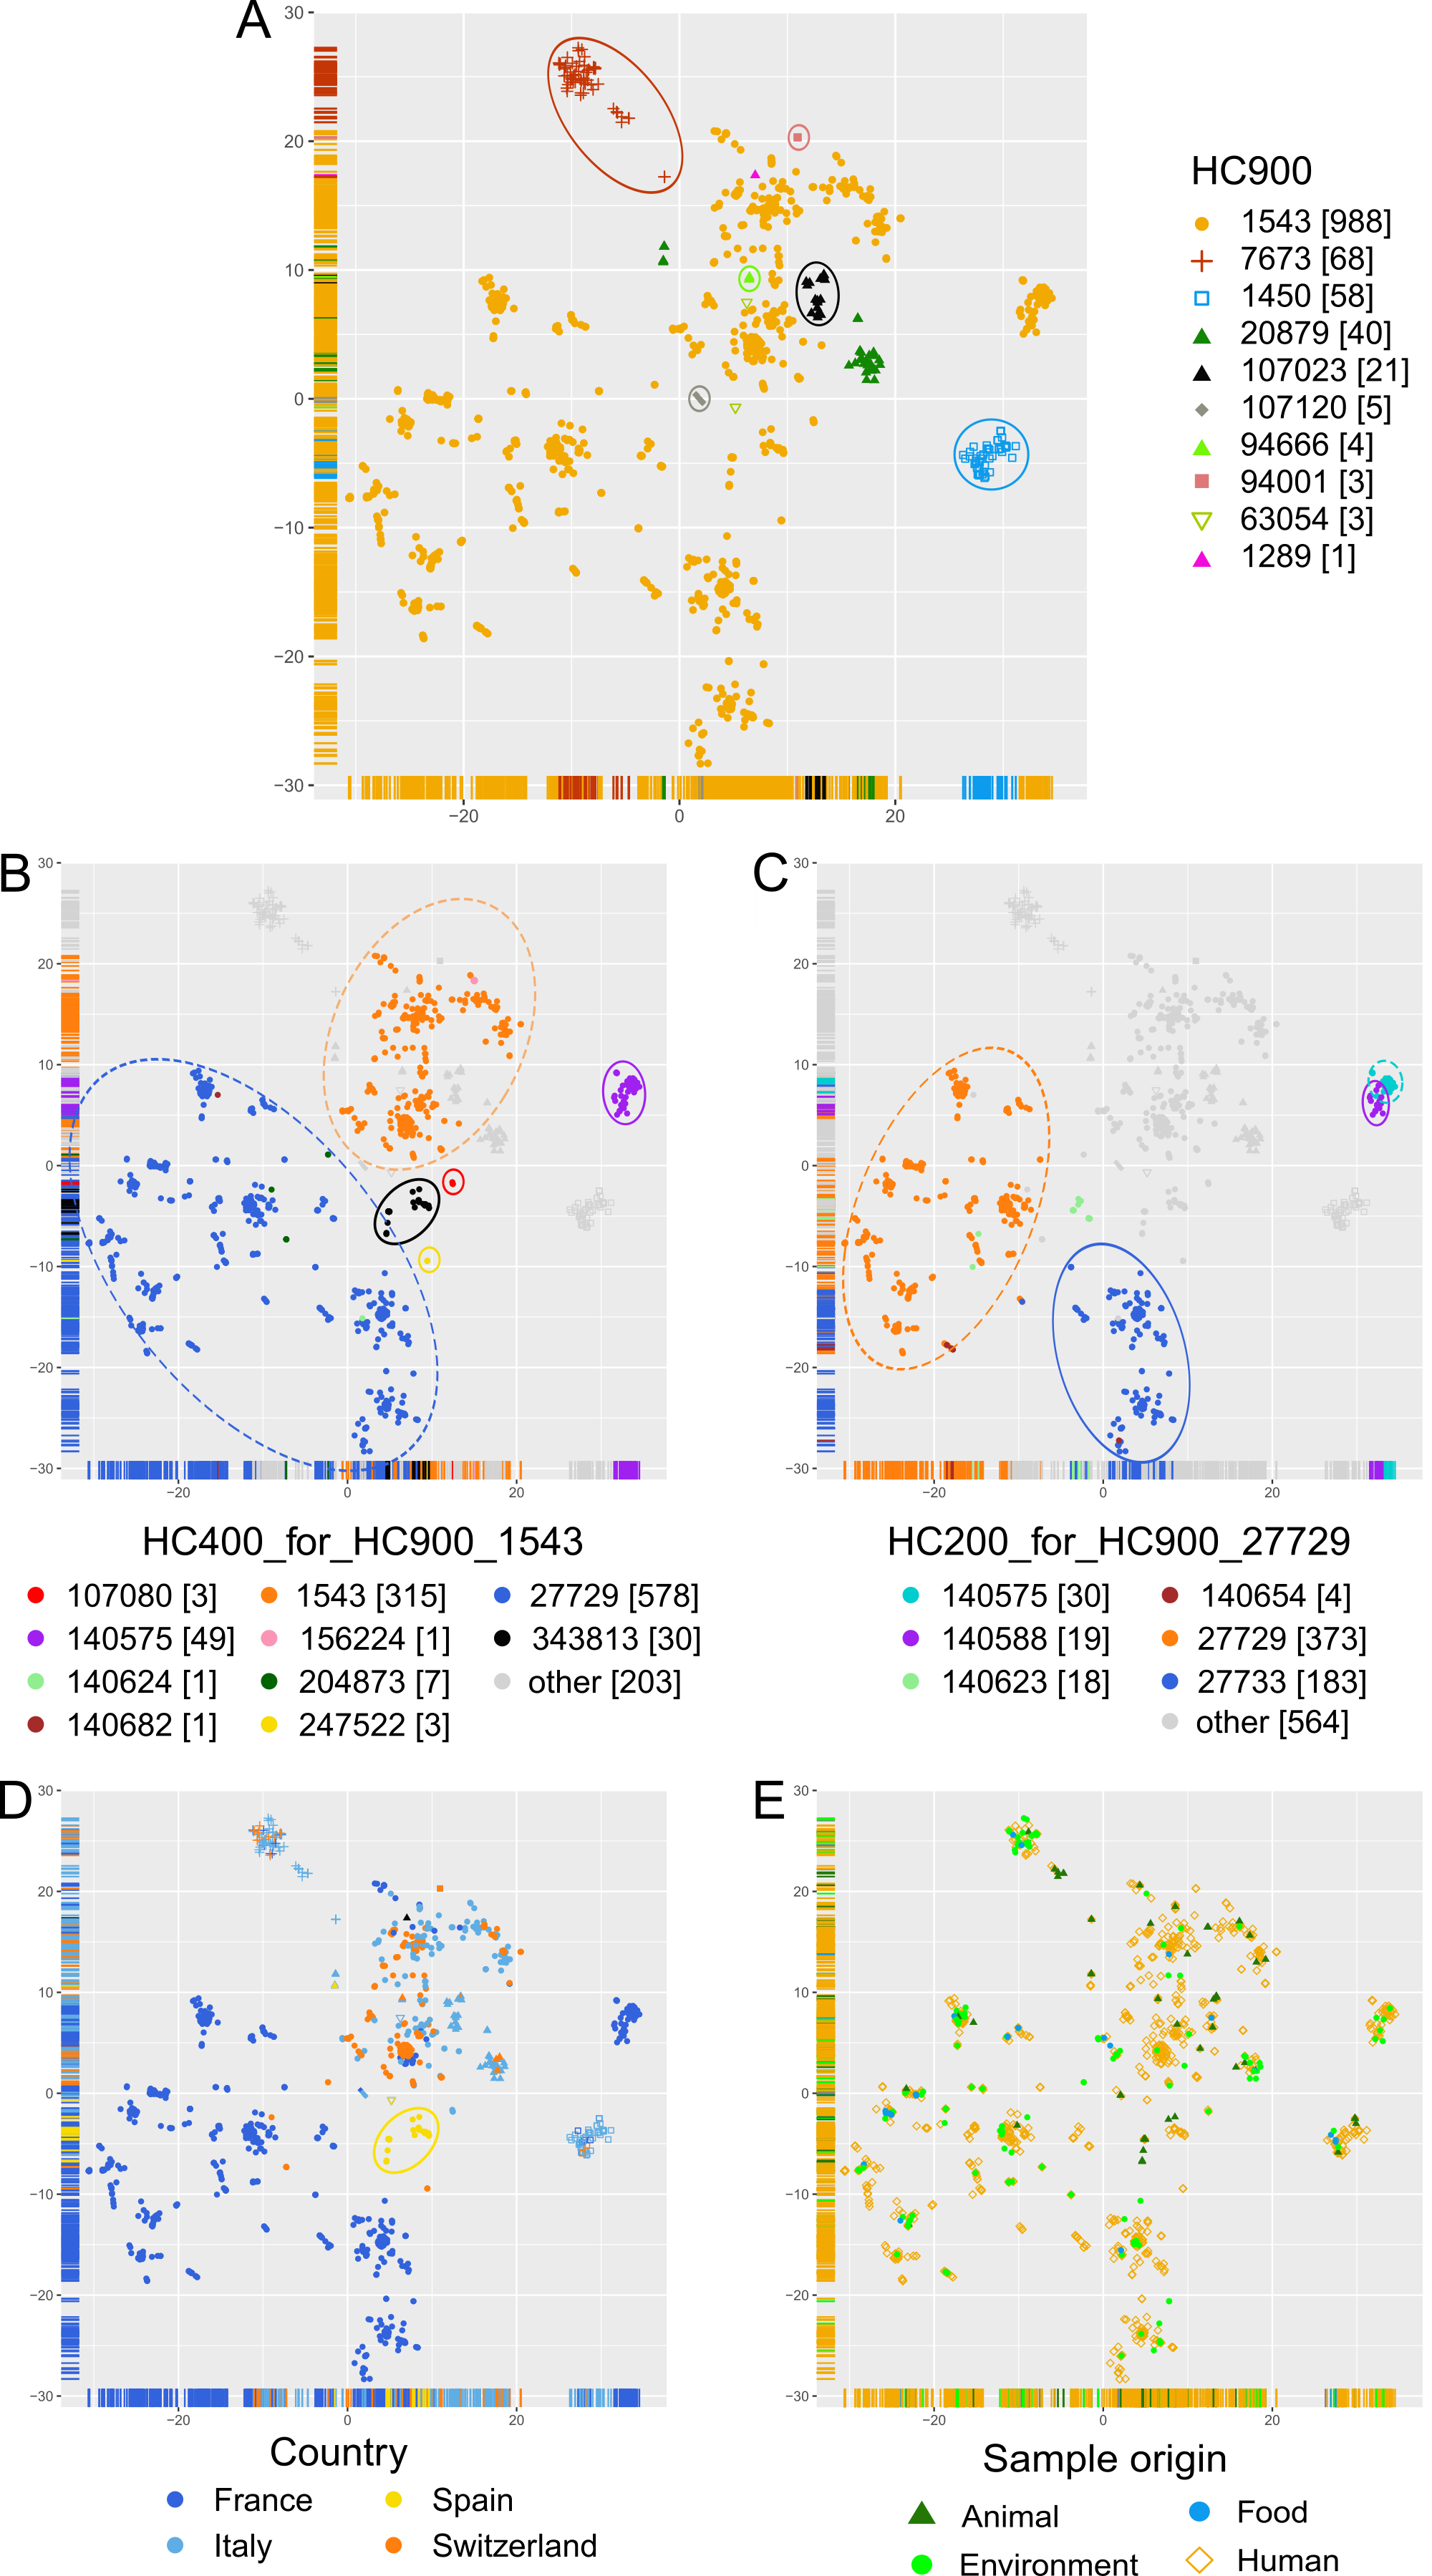 A
30
20
10
0
−10
−20
−30
−20 0 20
HC900
1543 [988]
7673 [68]
1450 [58]
20879 [40]
107023 [21]
107120 [5]
94666 [4]
94001 [3]
63054 [3]
1289 [1]
B
30
20
10
0
−10
−20
−30
−20 0 20
HC400_for_HC900_1543
107080 [3] 1543 [315] 27729 [578]
140575 [49] 156224 [1] 343813 [30]
140624 [1] 204873 [7] other [203]
140682 [1] 247522 [3]
C
30
20
10
0
−10
−20
−30
−20 0 20
HC200_for_HC900_27729
140575 [30] 140654 [4]
140588 [19] 27729 [373]
140623 [18] 27733 [183]
other [564]
D
30
20
10
0
−10
−20
−30
−20 0 20
Country
France Spain
Italy Switzerland
E
30
20
10
0
−10
−20
−30
−20 0 20
Sample origin
Animal Food
Environment Human